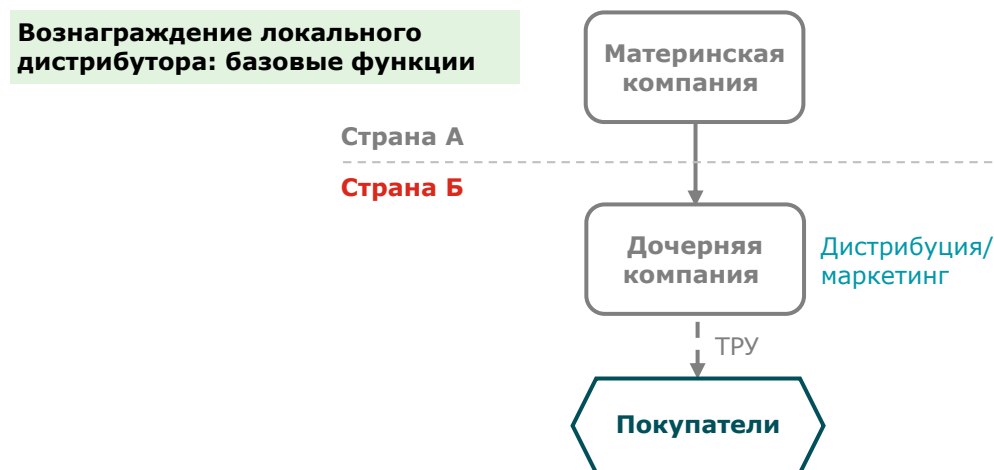 Вознаграждение локального
дистрибутора: базовые функции
Материнская
компания
Страна А
Страна Б
Дочерняя
компания
Дистрибуция/
маркетинг
ТРУ
Покупатели